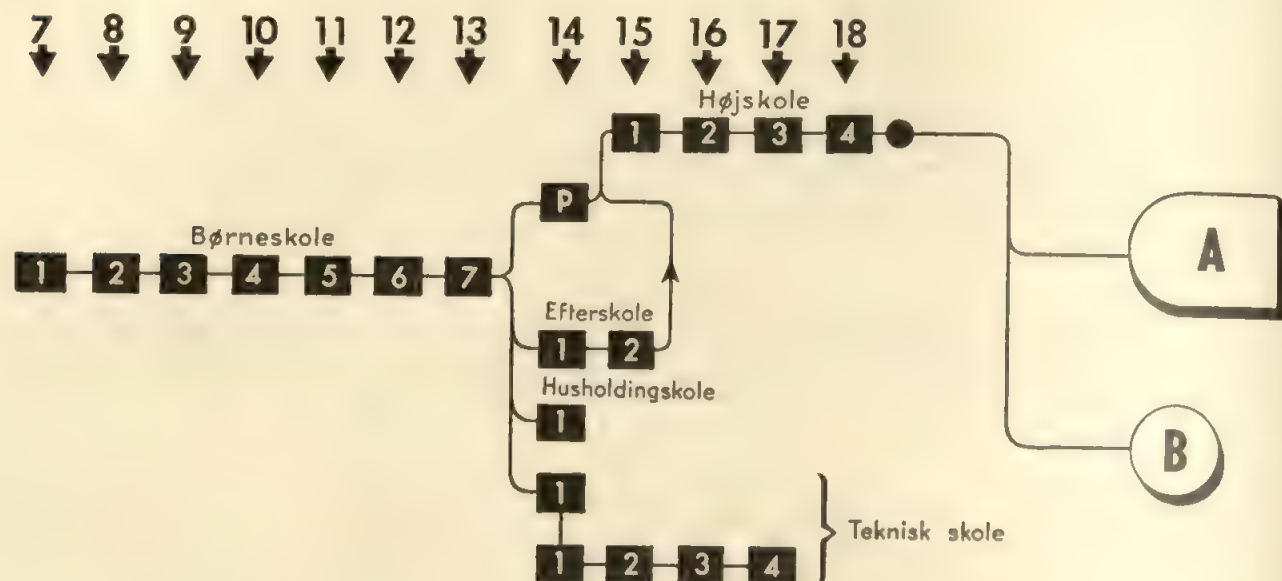 7 8 9 10 11 12 13 14 15 16 17 18
Højskole
1 2 3 4
P
Børneskole
1 2 3 4 5 6 7
A
Efterskole
1 2
Husholdingskole
1
B
1
Teknisk skole
1 2 3 4